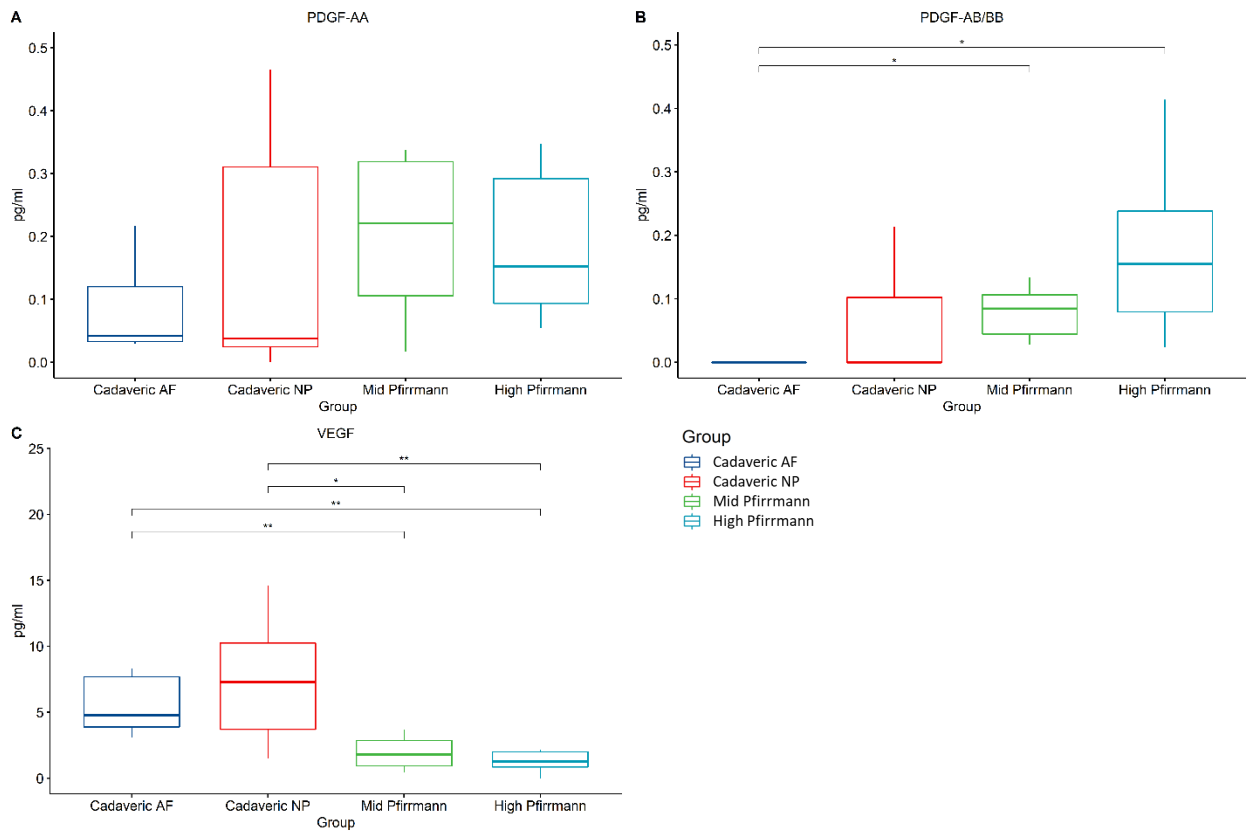 A
PDGF-AA
0.5
0.4
0.3
0.2
0.1
0.0
pg/ml
Cadaveric AF Cadaveric NP Mid Pfirrmann High Pfirrmann
Group
B
PDGF-AB/BB
0.5
0.4
0.3
0.2
0.1
0.0
pg/ml
*
*
Cadaveric AF Cadaveric NP Mid Pfirrmann High Pfirrmann
Group
C
VEGF
25
20
15
10
5
0
pg/ml
**
*
**
**
Cadaveric AF Cadaveric NP Mid Pfirrmann High Pfirrmann
Group
Group
Cadaveric AF
Cadaveric NP
Mid Pfirrmann
High Pfirrmann